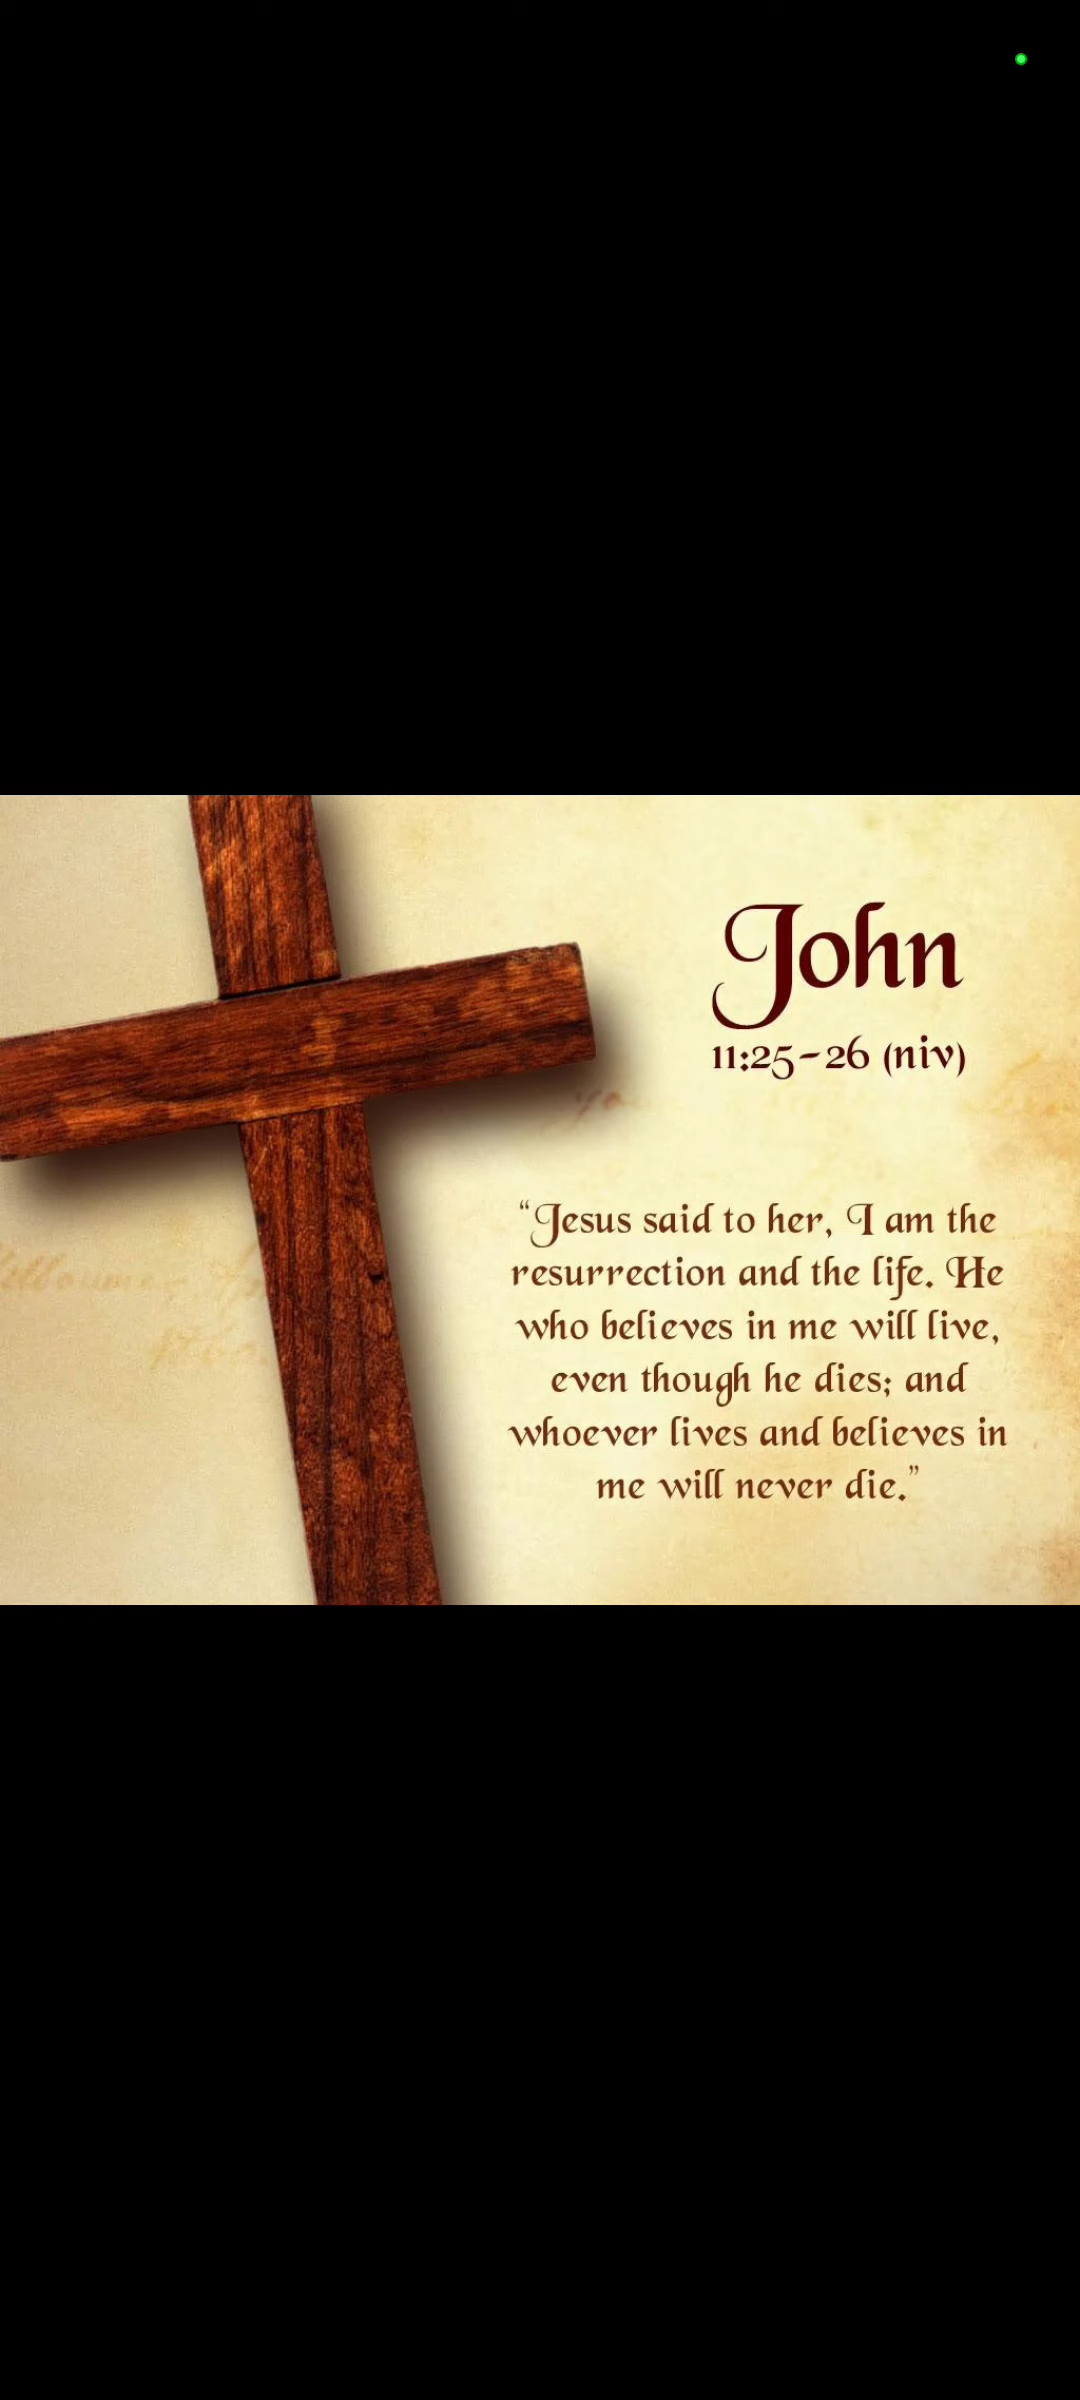 John
11:25-26 (niv)
"Jesus said to her, I am the
resurrection and the life. He
who believes in me will live,
even though he dies; and
whoever lives and believes in
me will never die."